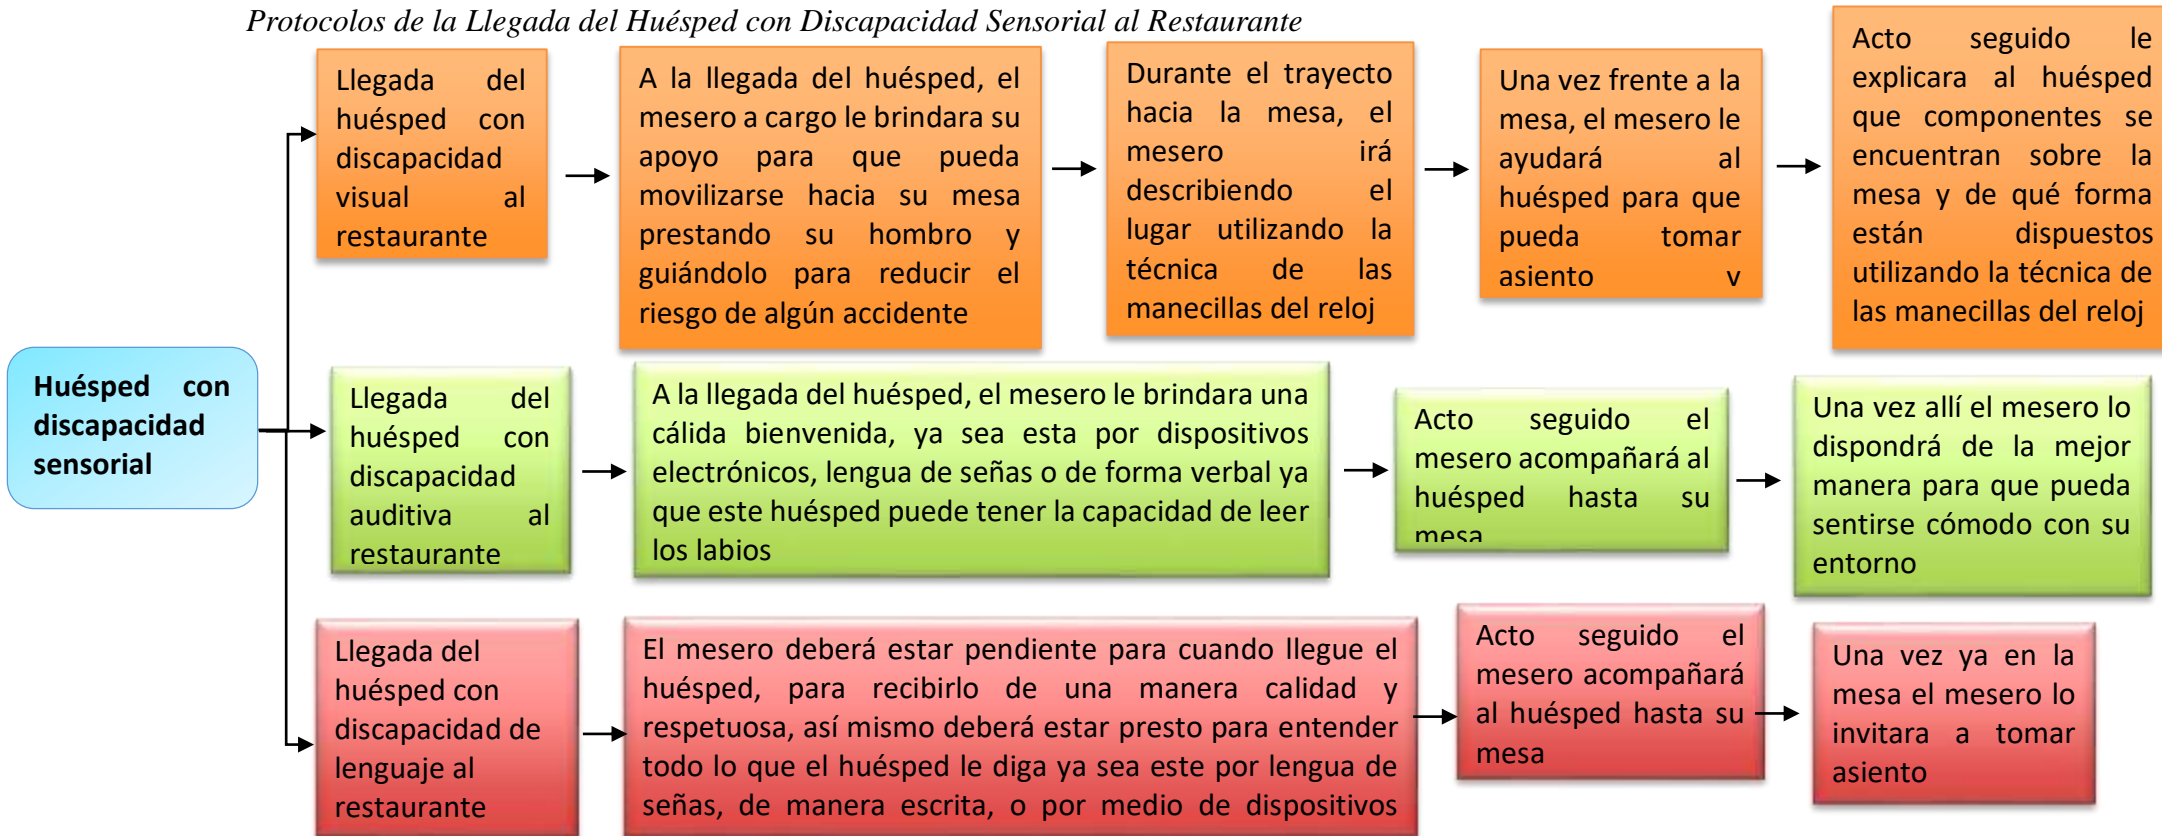 Protocolos de la Llegada del Huésped con Discapacidad Sensorial al Restaurante
Huésped con
discapacidad
sensorial
Llegada del
huésped con
discapacidad
visual al
restaurante
A la llegada del huésped, el
mesero a cargo le brindara su
apoyo para que pueda
movilizarse hacia su mesa
prestando su hombro y
guiándolo para reducir el
riesgo de algún accidente
Durante el trayecto
hacia la mesa, el
mesero irá
describiendo el
lugar utilizando la
técnica de las
manecillas del reloj
Una vez frente a la
mesa, el mesero le
ayudará al
huésped para que
pueda tomar
asiento y
Acto seguido le
explicara al huésped
que componentes se
encuentran sobre la
mesa y de qué forma
están dispuestos
utilizando la técnica de
las manecillas del reloj
Llegada del
huésped con
discapacidad
auditiva al
restaurante
A la llegada del huésped, el mesero le brindara una
cálida bienvenida, ya sea esta por dispositivos
electrónicos, lengua de señas o de forma verbal ya
que este huésped puede tener la capacidad de leer
los labios
Acto seguido el
mesero acompañará al
huésped hasta su
mesa
Una vez allí el mesero lo
dispondrá de la mejor
manera para que pueda
sentirse cómodo con su
entorno
Llegada del
huésped con
discapacidad de
lenguaje al
restaurante
El mesero deberá estar pendiente para cuando llegue el
huésped, para recibirlo de una manera calidad y
respetuosa, así mismo deberá estar presto para entender
todo lo que el huésped le diga ya sea este por lengua de
señas, de manera escrita, o por medio de dispositivos
Acto seguido el
mesero acompañará
al huésped hasta su
mesa
Una vez ya en la
mesa el mesero lo
invitara a tomar
asiento